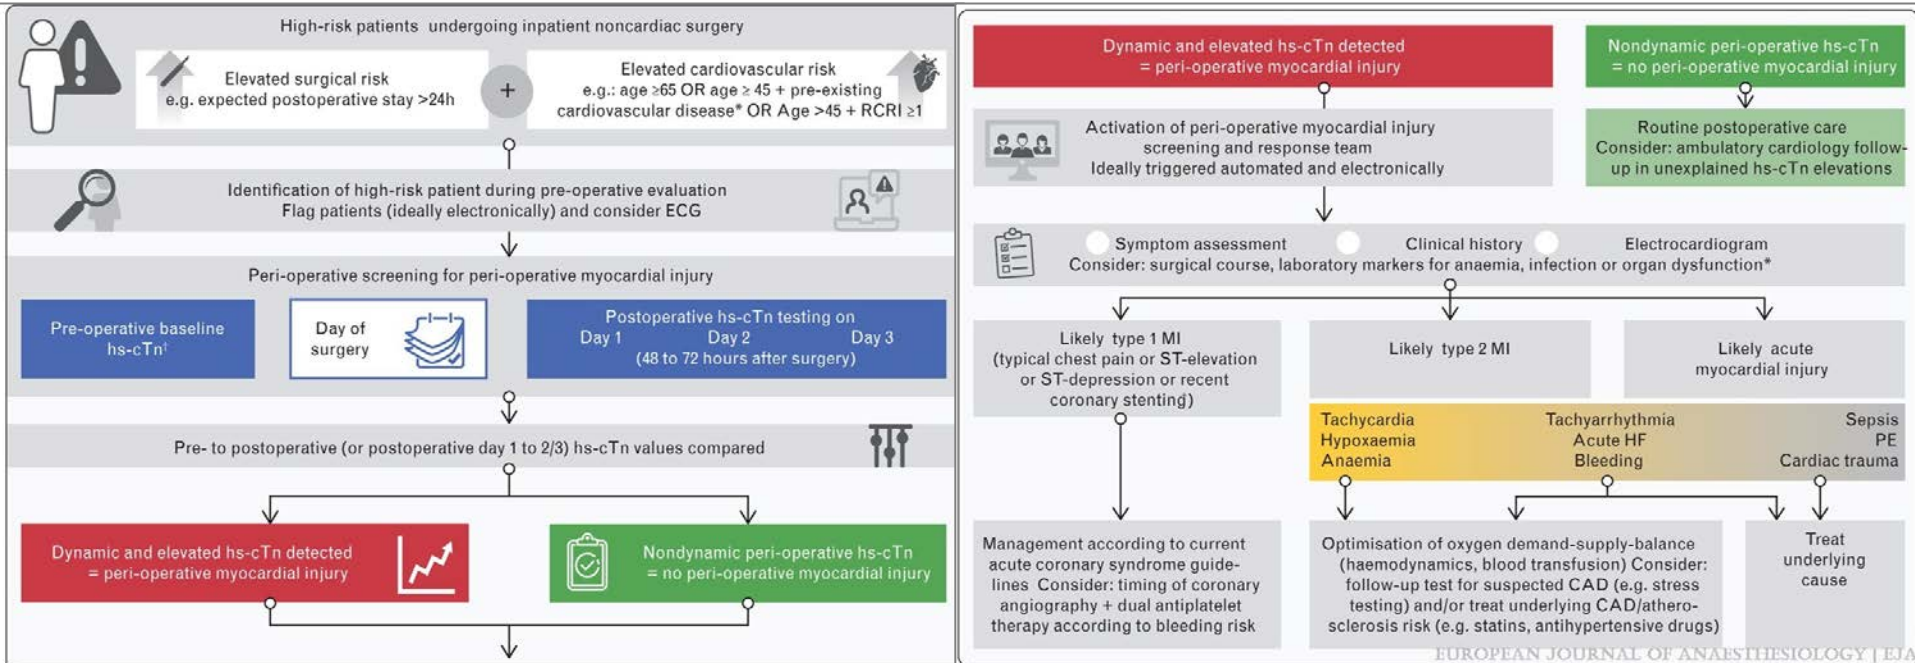 High-risk patients undergoing inpatient noncardiac surgery
Elevated surgical risk
e.g. expected postoperative stay >24h
+
Elevated cardiovascular risk
e.g.: age ≥65 OR age ≥ 45 + pre-existing
cardiovascular disease* OR Age >45 + RCRI ≥1
Identification of high-risk patient during pre-operative evaluation
Flag patients (ideally electronically) and consider ECG
Peri-operative screening for peri-operative myocardial injury
Pre-operative baseline
hs-cTn†
Day of
surgery
Postoperative hs-cTn testing on
Day 1 Day 2 Day 3
(48 to 72 hours after surgery)
Pre- to postoperative (or postoperative day 1 to 2/3) hs-cTn values compared
Dynamic and elevated hs-cTn detected
= peri-operative myocardial injury
Nondynamic peri-operative hs-cTn
= no peri-operative myocardial injury
Dynamic and elevated hs-cTn detected
= peri-operative myocardial injury
Nondynamic peri-operative hs-cTn
= no peri-operative myocardial injury
Activation of peri-operative myocardial injury
screening and response team
Ideally triggered automated and electronically
Routine postoperative care
Consider: ambulatory cardiology follow-
up in unexplained hs-cTn elevations
Symptom assessment Clinical history Electrocardiogram
Consider: surgical course, laboratory markers for anaemia, infection or organ dysfunction*
Likely type 1 MI
(typical chest pain or ST-elevation
or ST-depression or recent
coronary stenting)
Likely type 2 MI
Likely acute
myocardial injury
Tachycardia
Hypoxaemia
Anaemia
Tachyarrhythmia
Acute HF
Bleeding
Sepsis
PE
Cardiac trauma
Management according to current
acute coronary syndrome guide-
lines Consider: timing of coronary
angiography + dual antiplatelet
therapy according to bleeding risk
Optimisation of oxygen demand-supply-balance
(haemodynamics, blood transfusion) Consider:
follow-up test for suspected CAD (e.g. stress
testing) and/or treat underlying CAD/athero-
sclerosis risk (e.g. statins, antihypertensive drugs)
Treat
underlying
cause
EUROPEAN JOURNAL OF ANAESTHESIOLOGY | EJA